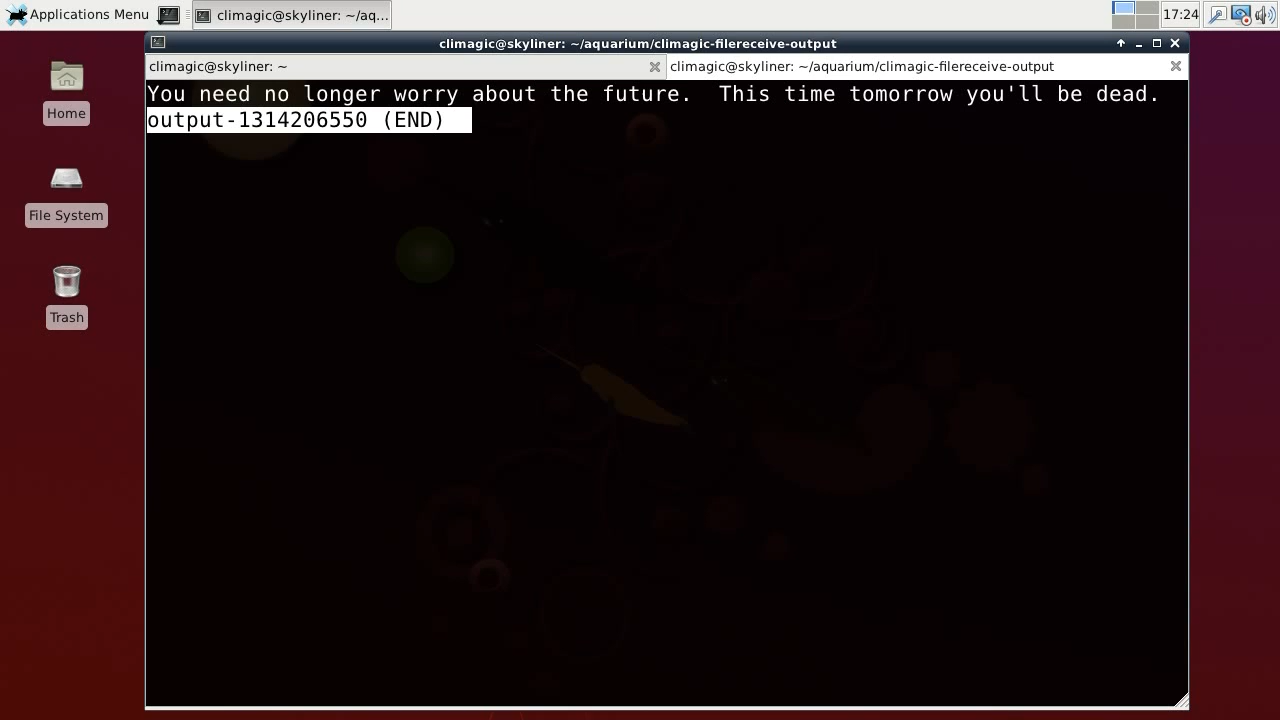 Applications Menu
climagic@skyliner: ~/aq...
17:24
climagic@skyliner: ~/aquarium/climagic-filereceive-output
climagic@skyliner: ~
climagic@skyliner: ~/aquarium/climagic-filereceive-output
You need no longer worry about the future.  This time tomorrow you'll be dead.
output-1314206550 (END)
Home
File System
Trash